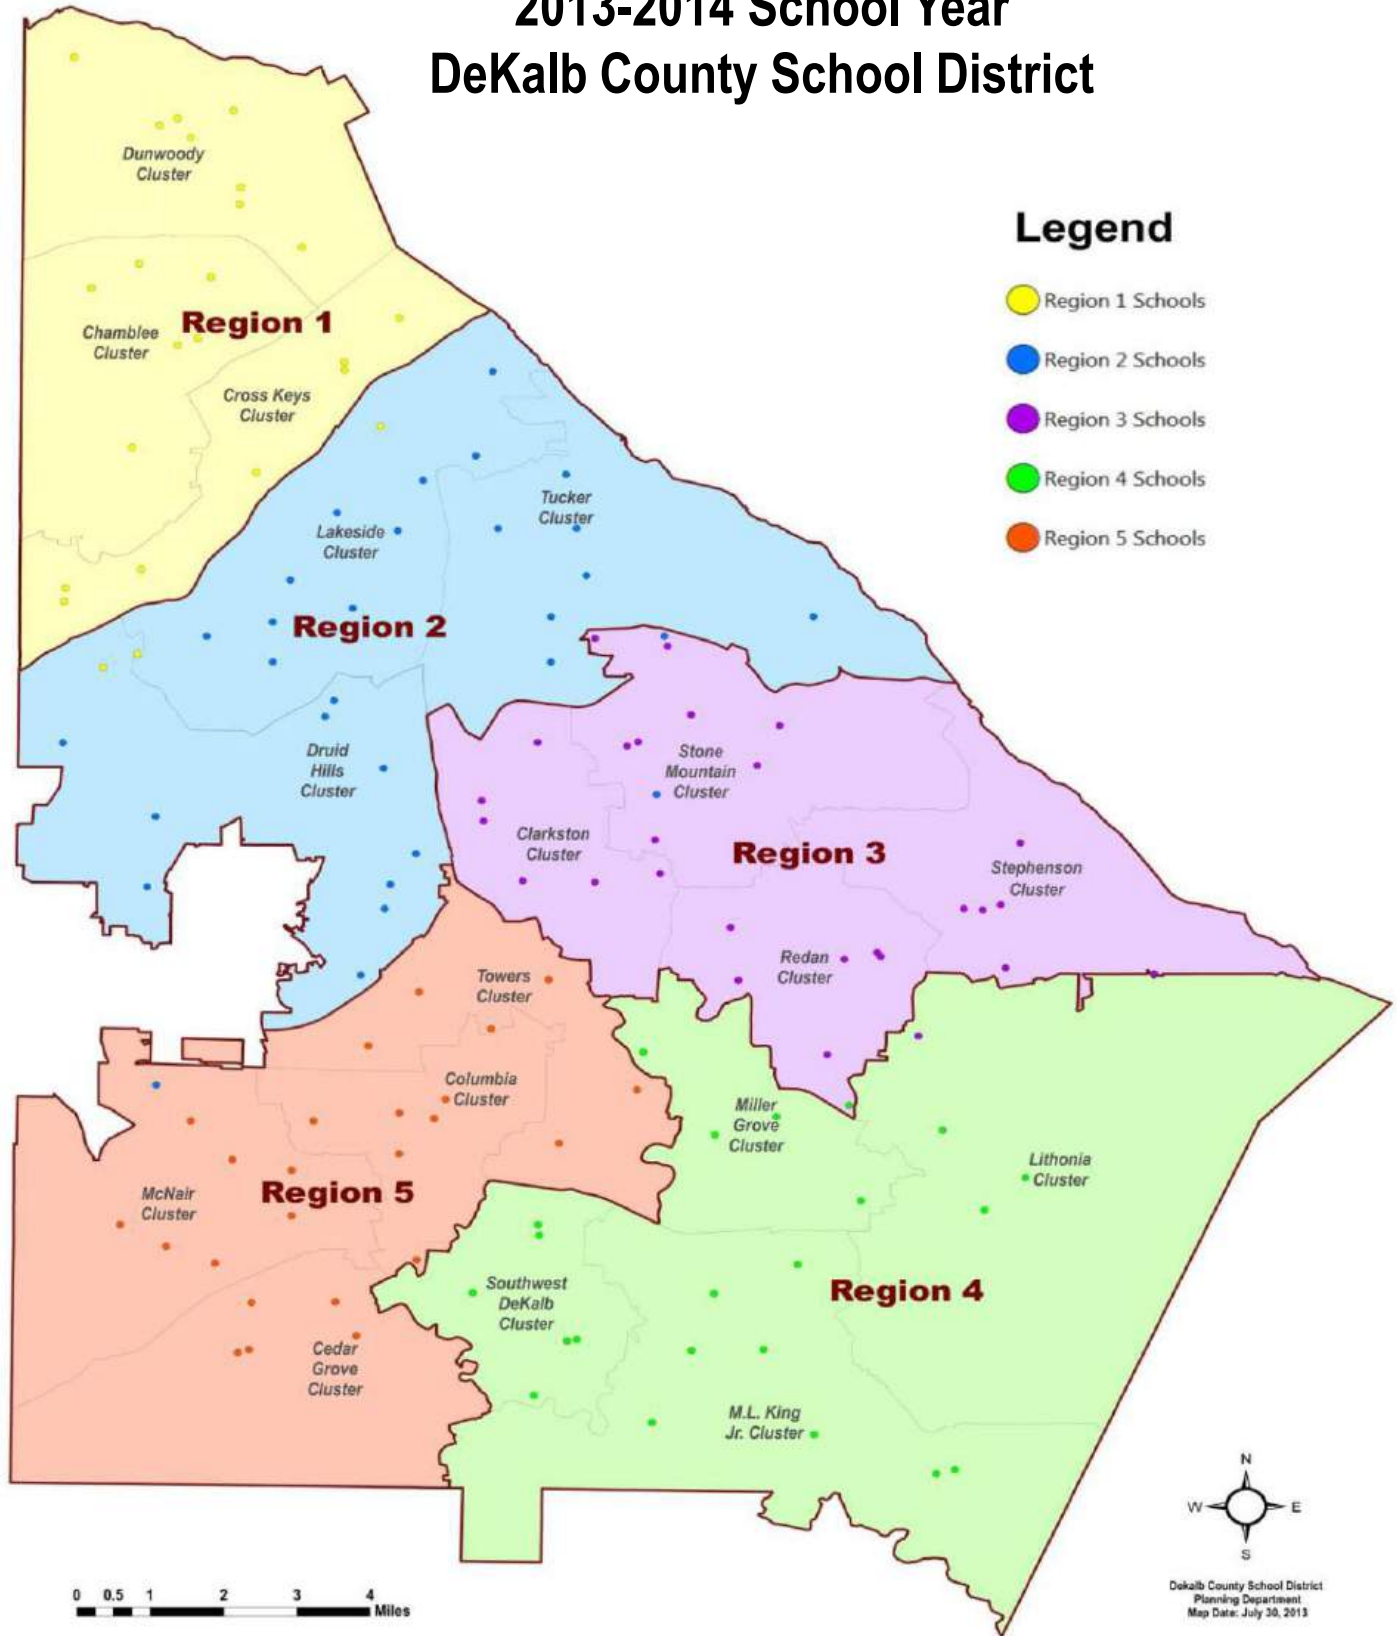 2013-2014 School Year
DeKalb County School District
Legend
Region 1 Schools
Region 2 Schools
Region 3 Schools
Region 4 Schools
Region 5 Schools
Dunwoody
Cluster
Region 1
Chamblee
Cluster
Cross Keys
Cluster
Tucker
Cluster
Lakeside
Cluster
Region 2
Druid
Hills
Cluster
Stone
Mountain
Cluster
Clarkston
Cluster
Region 3
Stephenson
Cluster
Redan
Cluster
Towers
Cluster
Columbia
Cluster
Miller
Grove
Cluster
Lithonia
Cluster
McNair
Cluster
Region 5
Southwest
DeKalb
Cluster
Region 4
Cedar
Grove
Cluster
M.L. King
Jr. Cluster
N
W E
S
0 0.5 1 2 3 4
Miles
Dekalb County School District
Planning Department
Map Date: July 30, 2013